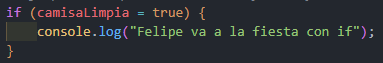 if (camisaLimpia = true) {
    console.log("Felipe va a la fiesta con if");
}